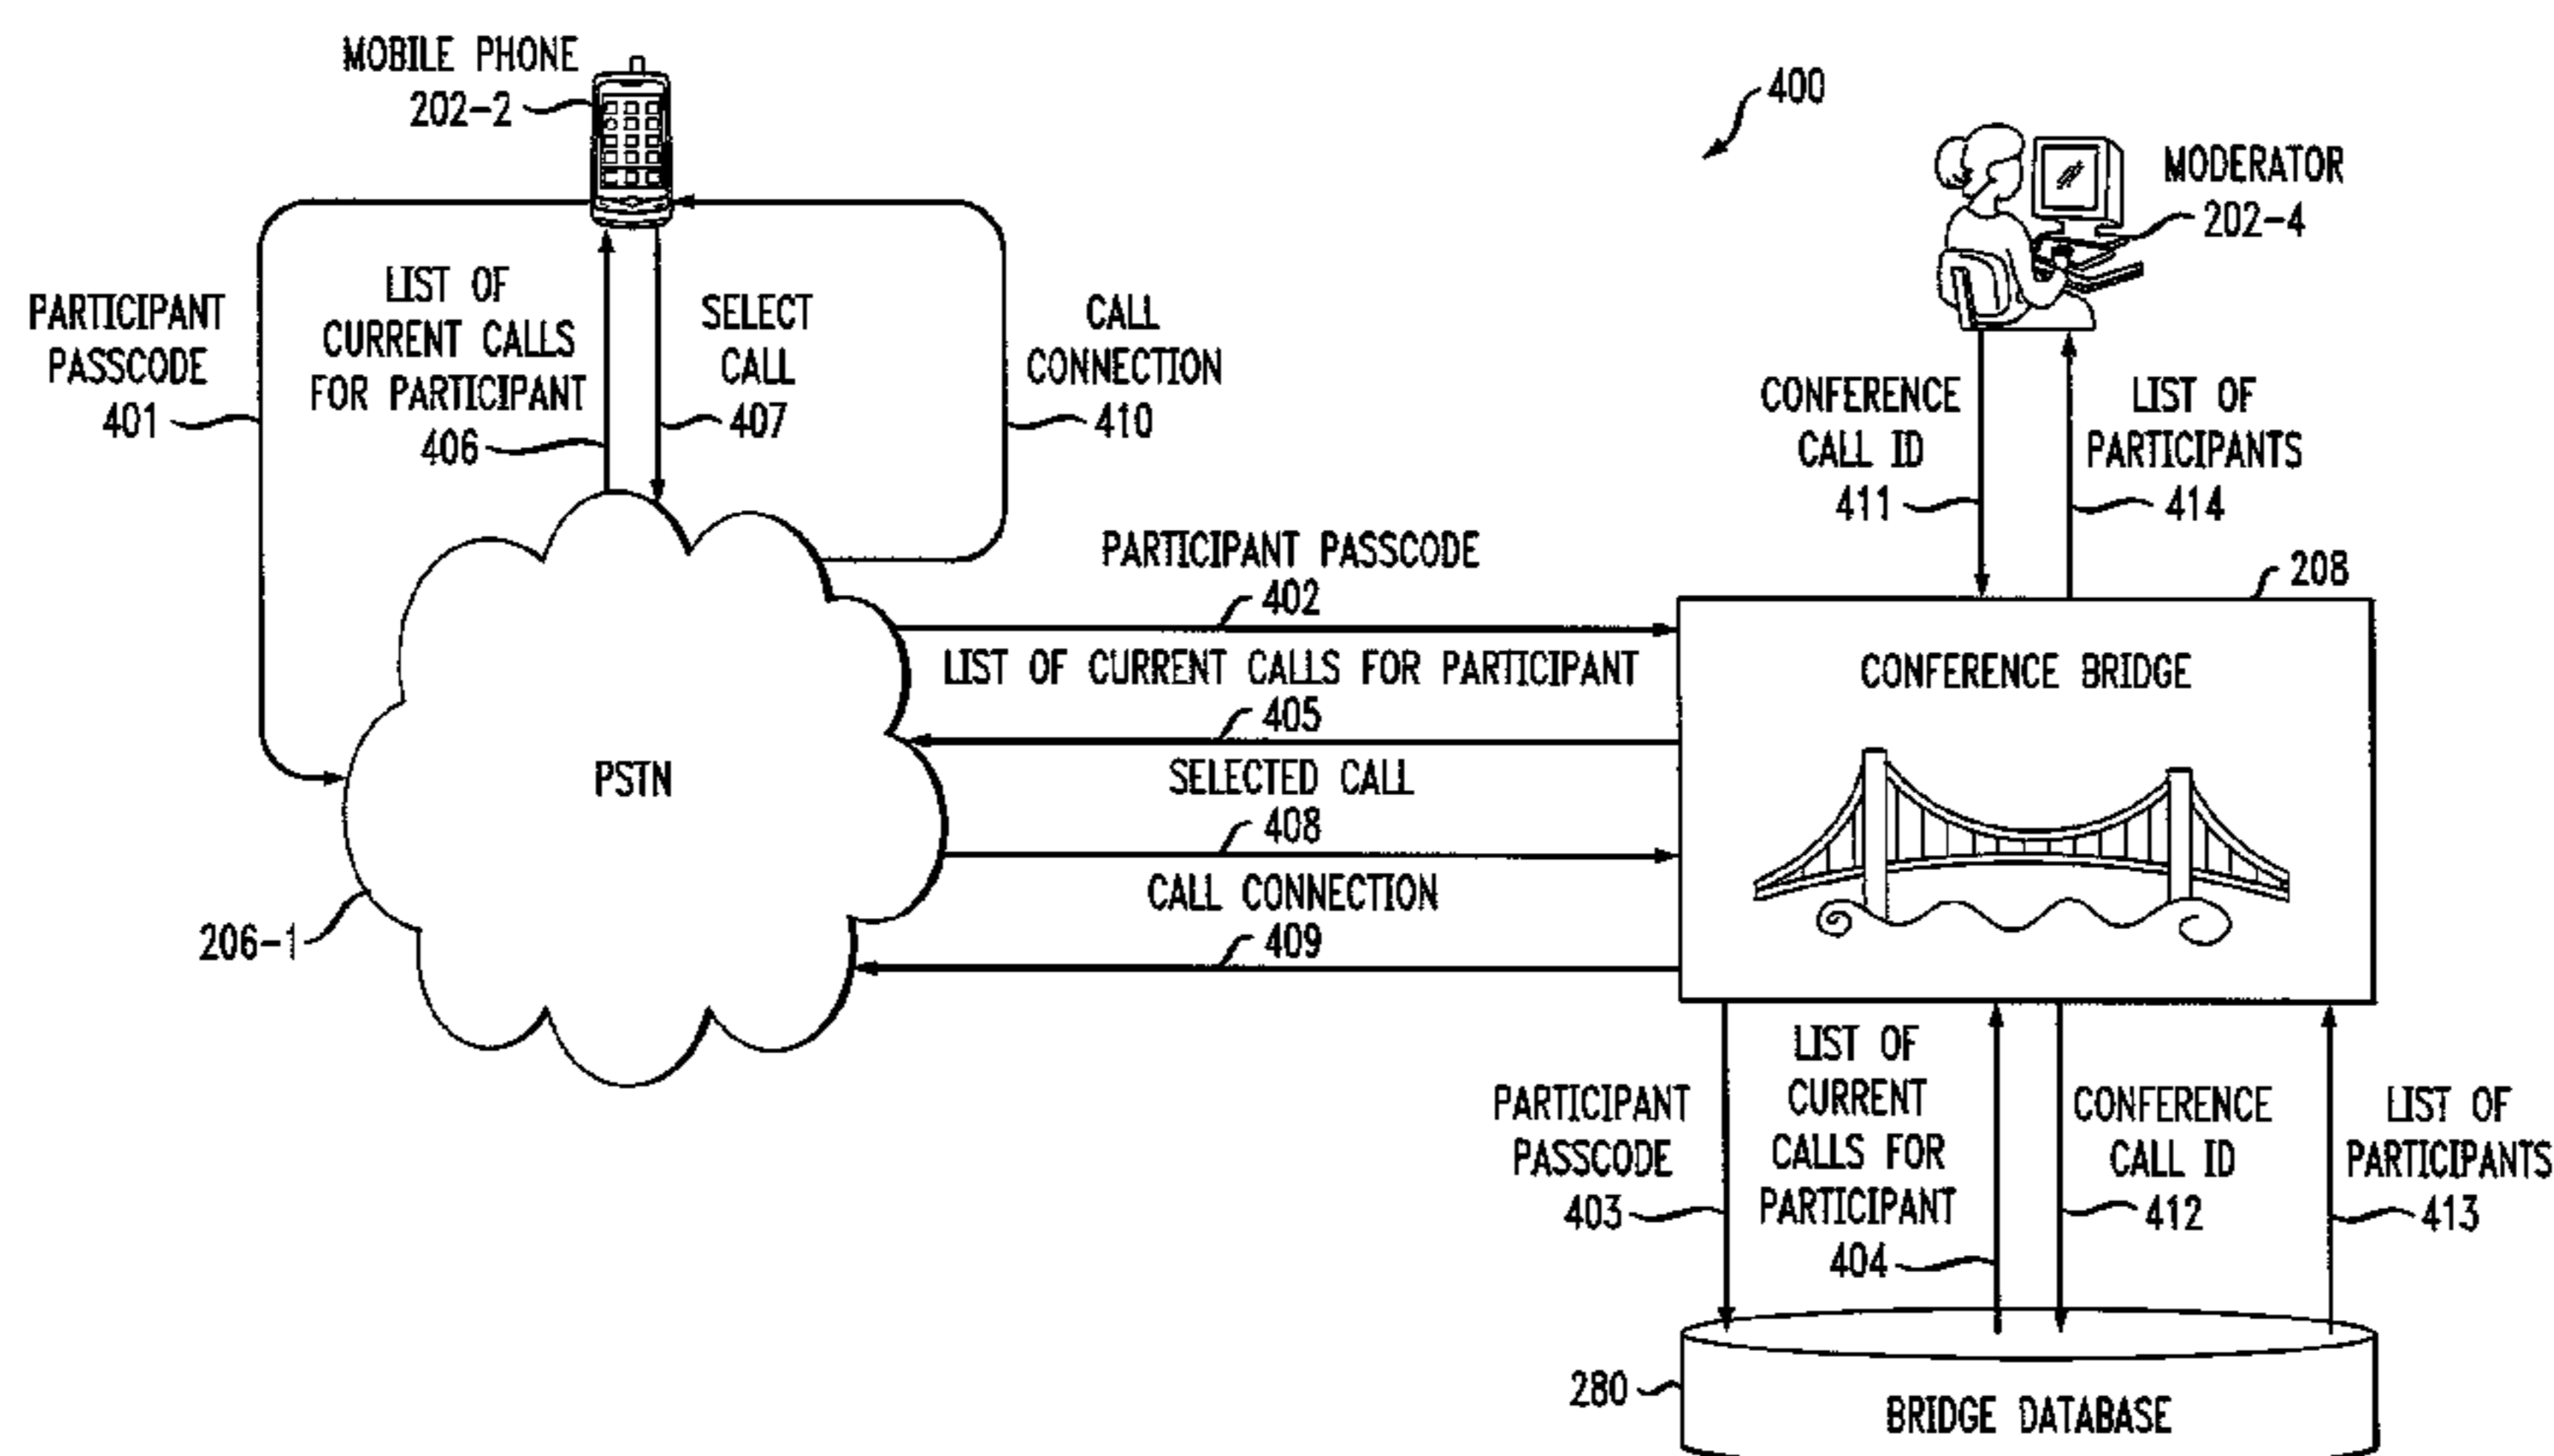 MOBILE PHONE
202-2
400
MODERATOR
202-4
PARTICIPANT
PASSCODE
401
LIST OF
CURRENT CALLS
FOR PARTICIPANT
406
SELECT
CALL
407
CALL
CONNECTION
410
CONFERENCE
CALL ID
411
LIST OF
PARTICIPANTS
414
PARTICIPANT PASSCODE
402
208
LIST OF CURRENT CALLS FOR PARTICIPANT
405
CONFERENCE BRIDGE
PSTN
SELECTED CALL
408
CALL CONNECTION
409
206-1
PARTICIPANT
PASSCODE
403
LIST OF
CURRENT
CALLS FOR
PARTICIPANT
404
CONFERENCE
CALL ID
412
LIST OF
PARTICIPANTS
413
280
BRIDGE DATABASE